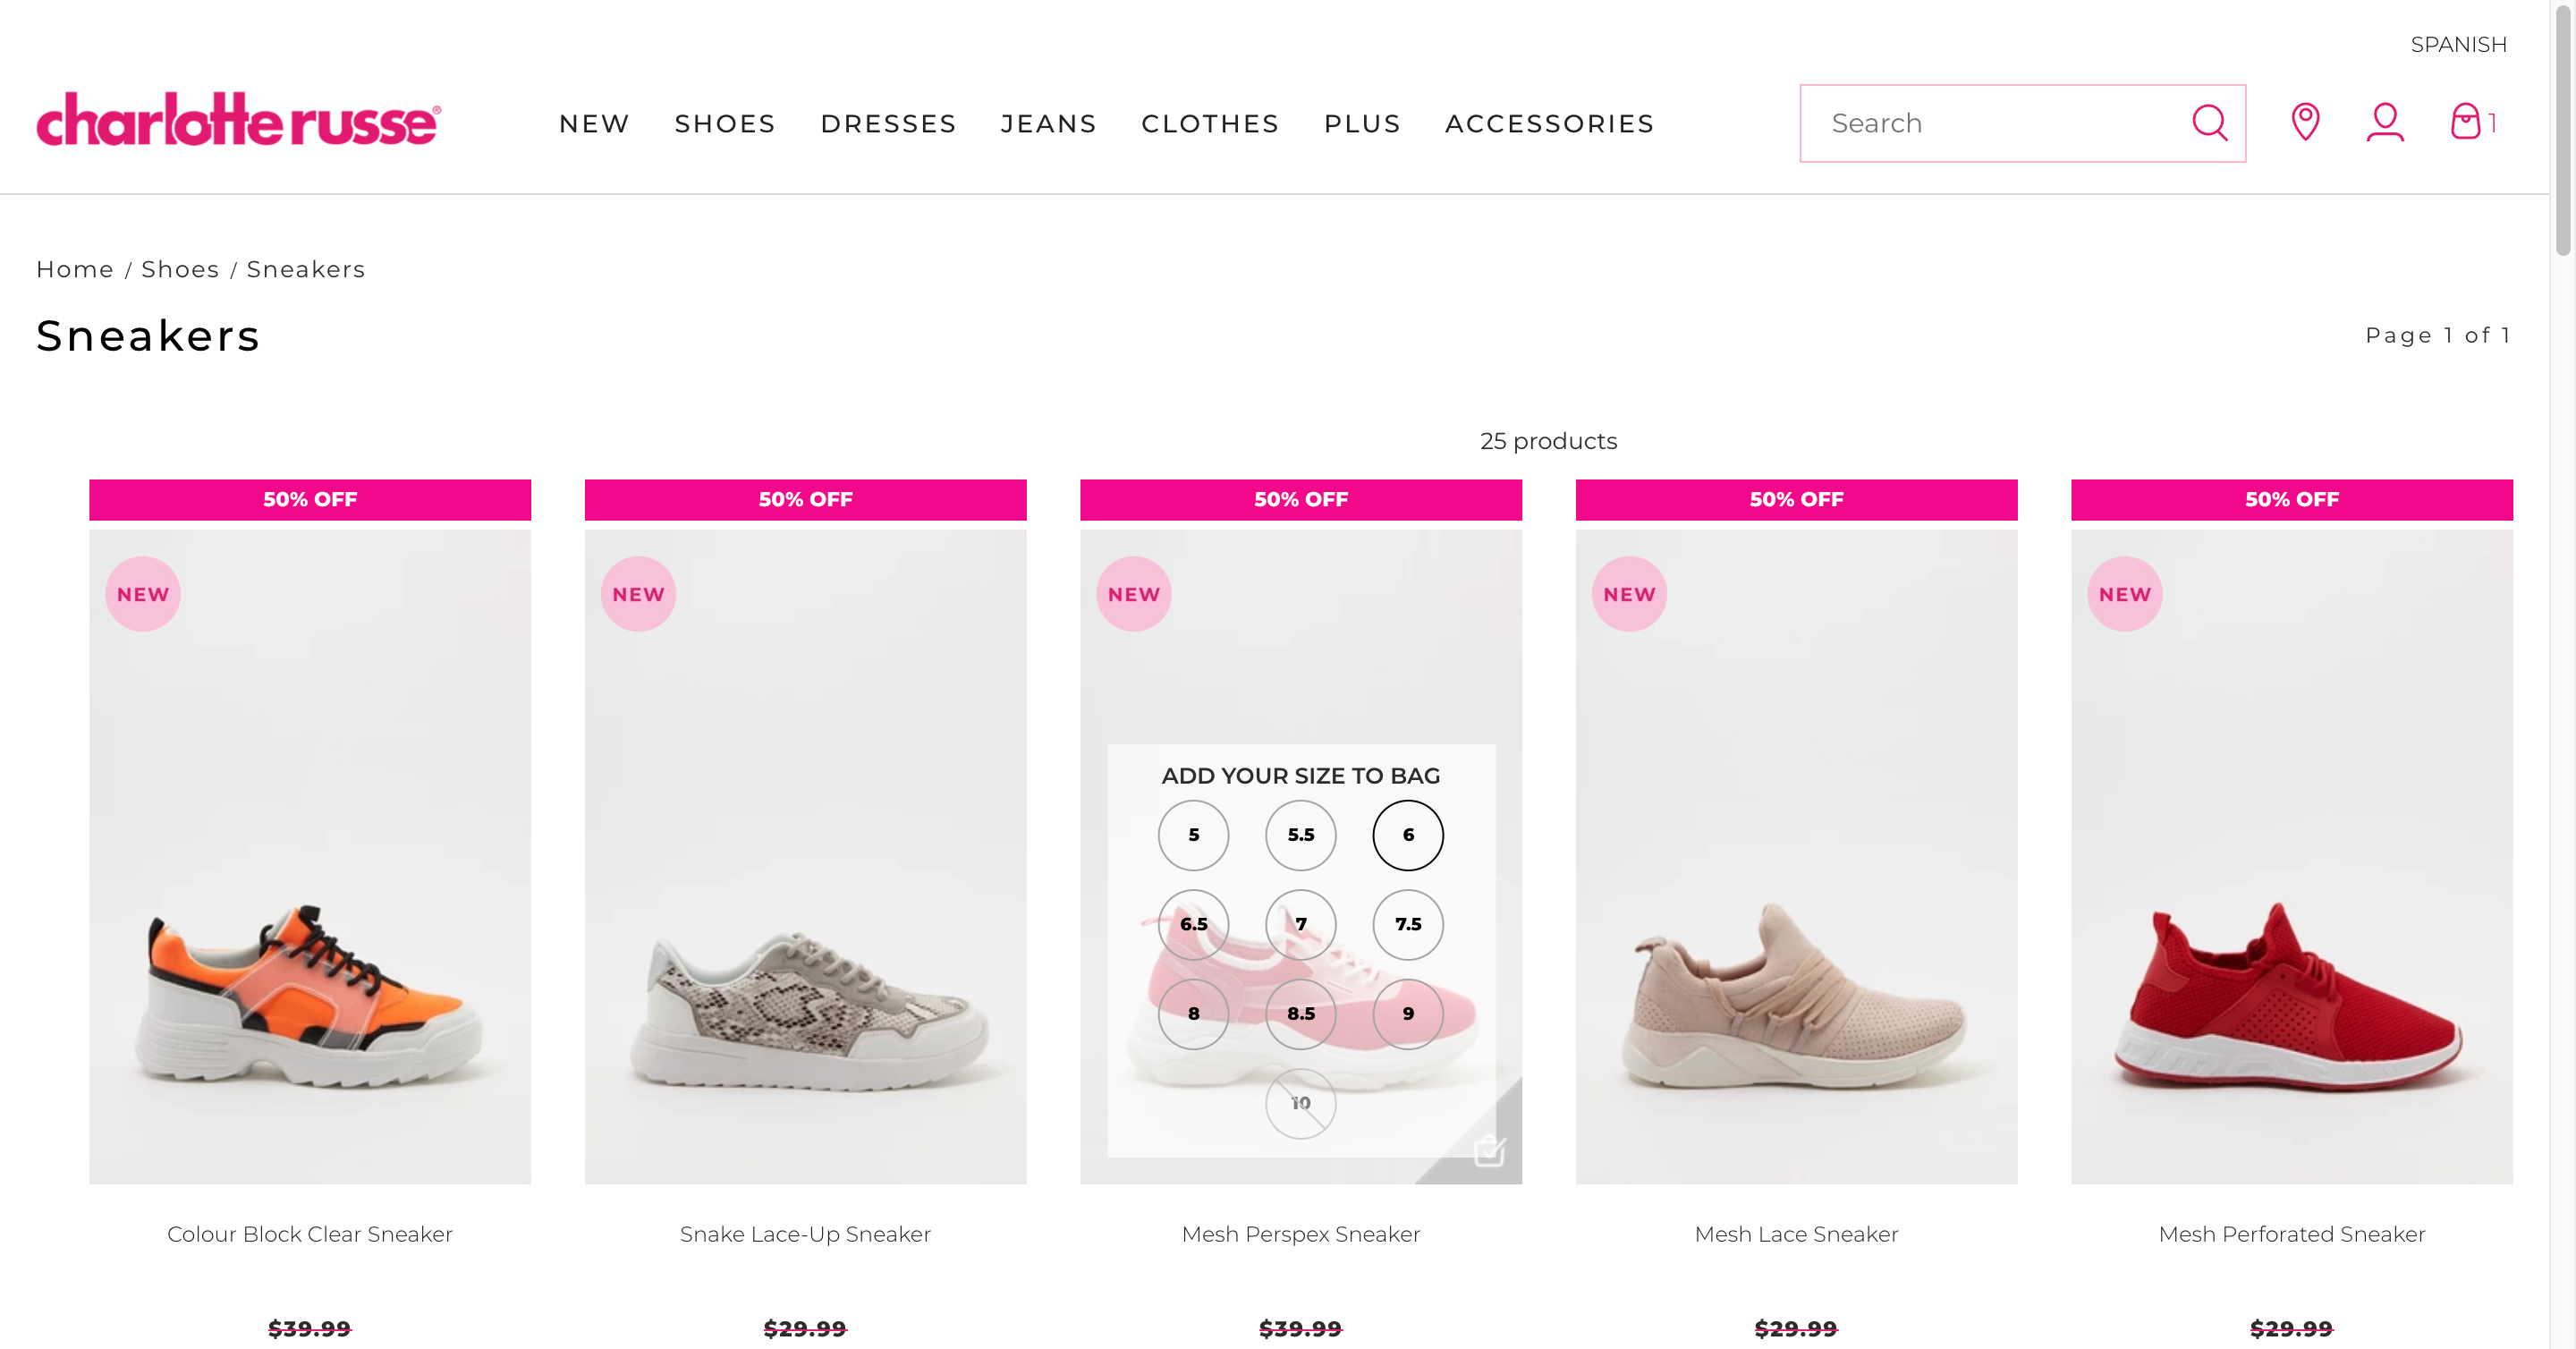 SPANISH
charlotte russe®
NEW SHOES DRESSES JEANS CLOTHES PLUS ACCESSORIES
Search
1
Home / Shoes / Sneakers
Sneakers
Page 1 of 1
25 products
50% OFF 50% OFF 50% OFF 50% OFF 50% OFF
NEW NEW NEW NEW NEW
ADD YOUR SIZE TO BAG
5 5.5 6
6.5 7 7.5
8 8.5 9
10
Colour Block Clear Sneaker Snake Lace-Up Sneaker Mesh Perspex Sneaker Mesh Lace Sneaker Mesh Perforated Sneaker
$39.99 $29.99 $39.99 $29.99 $29.99